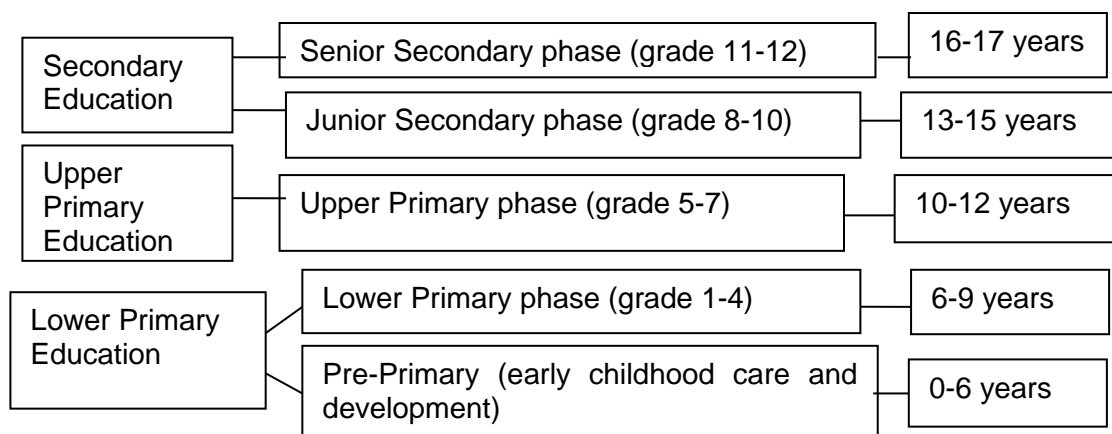 Secondary
Education
Senior Secondary phase (grade 11-12)
16-17 years
Junior Secondary phase (grade 8-10)
13-15 years
Upper
Primary
Education
Upper Primary phase (grade 5-7)
10-12 years
Lower Primary
Education
Lower Primary phase (grade 1-4)
6-9 years
Pre-Primary (early childhood care and
development)
0-6 years